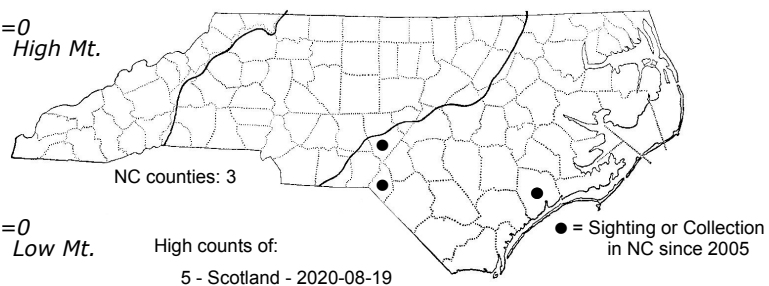 =0
High Mt.
NC counties: 3
=0
Low Mt.
High counts of:
5 - Scotland - 2020-08-19
● = Sighting or Collection
in NC since 2005